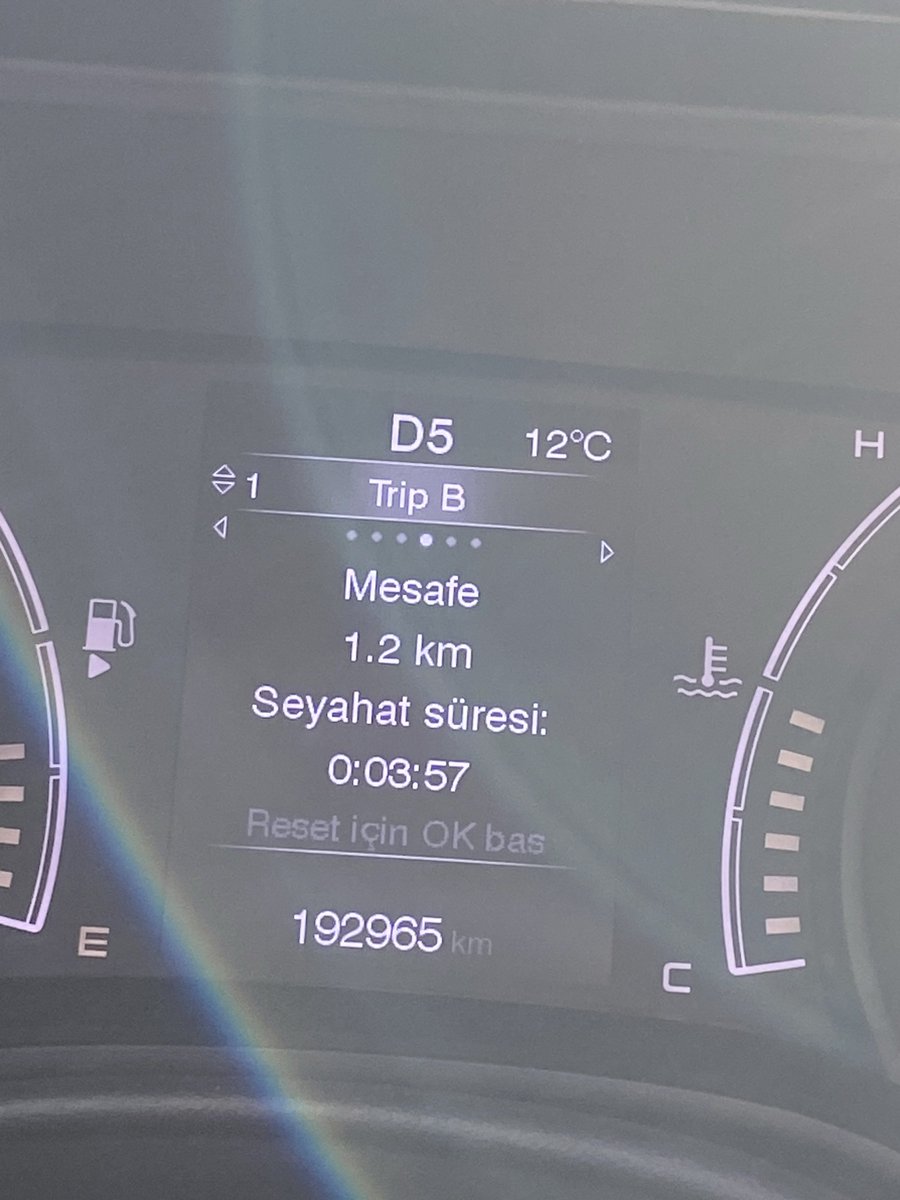 D5 12°C
H
1 Trip B
Mesafe
1.2 km
Seyahat süresi:
0:03:57
Reset için OK bas
192965 km
E
C